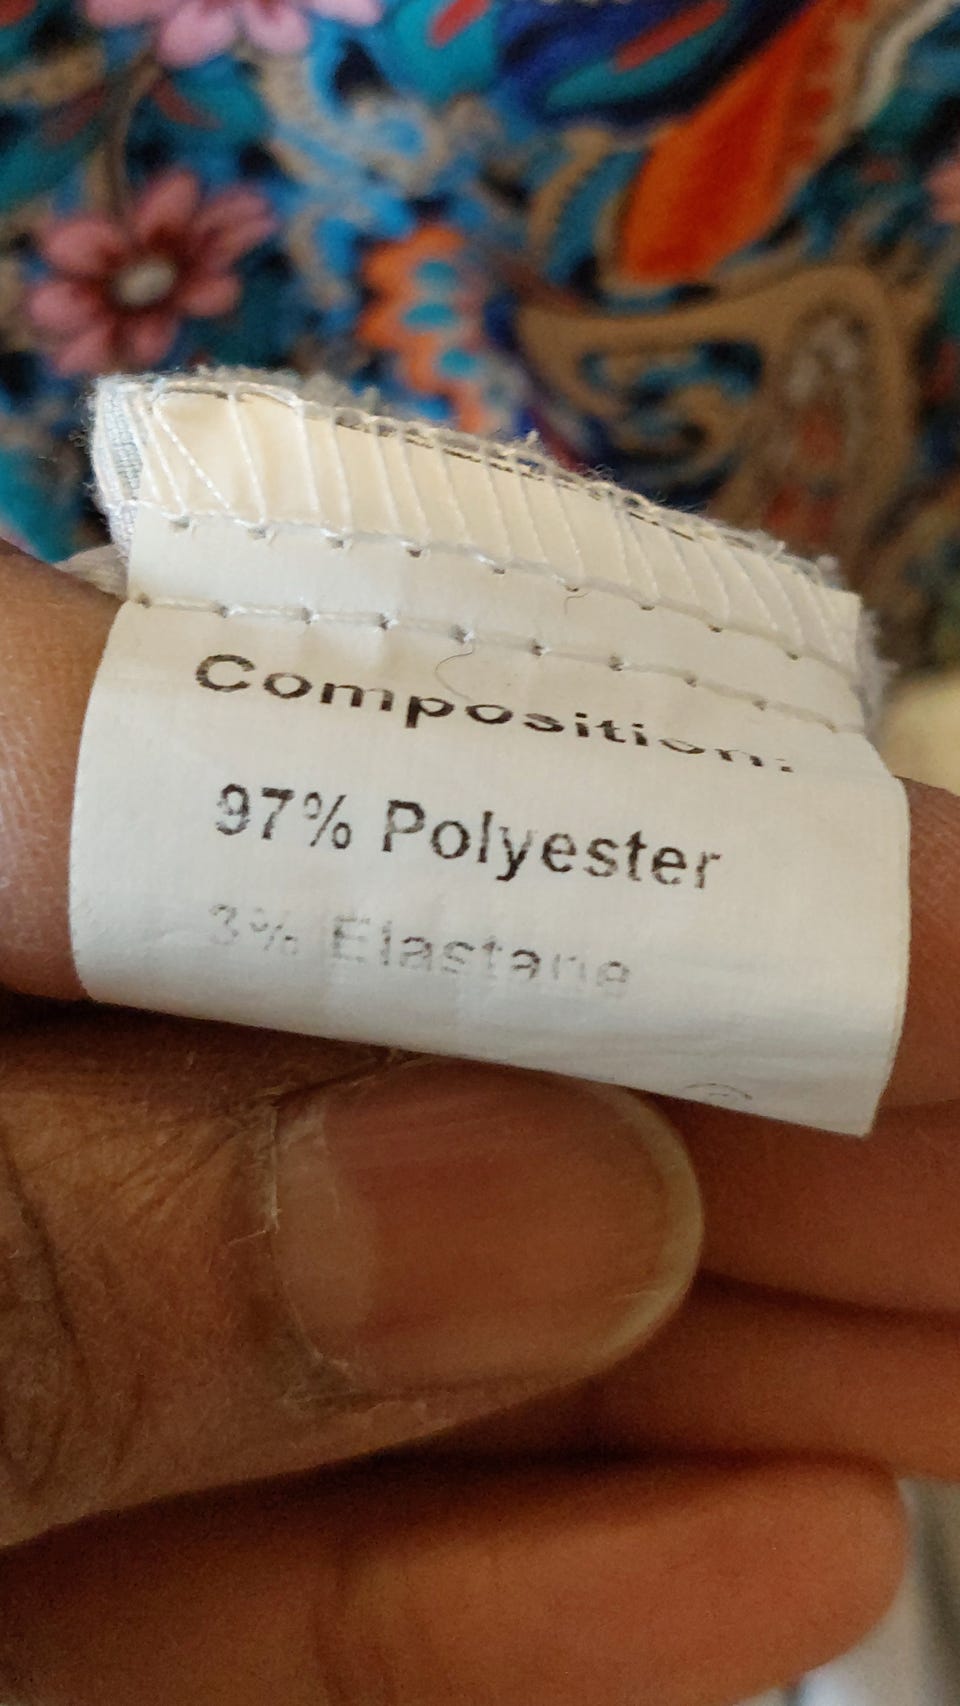 Composition:
97% Polyester
3% Elastane